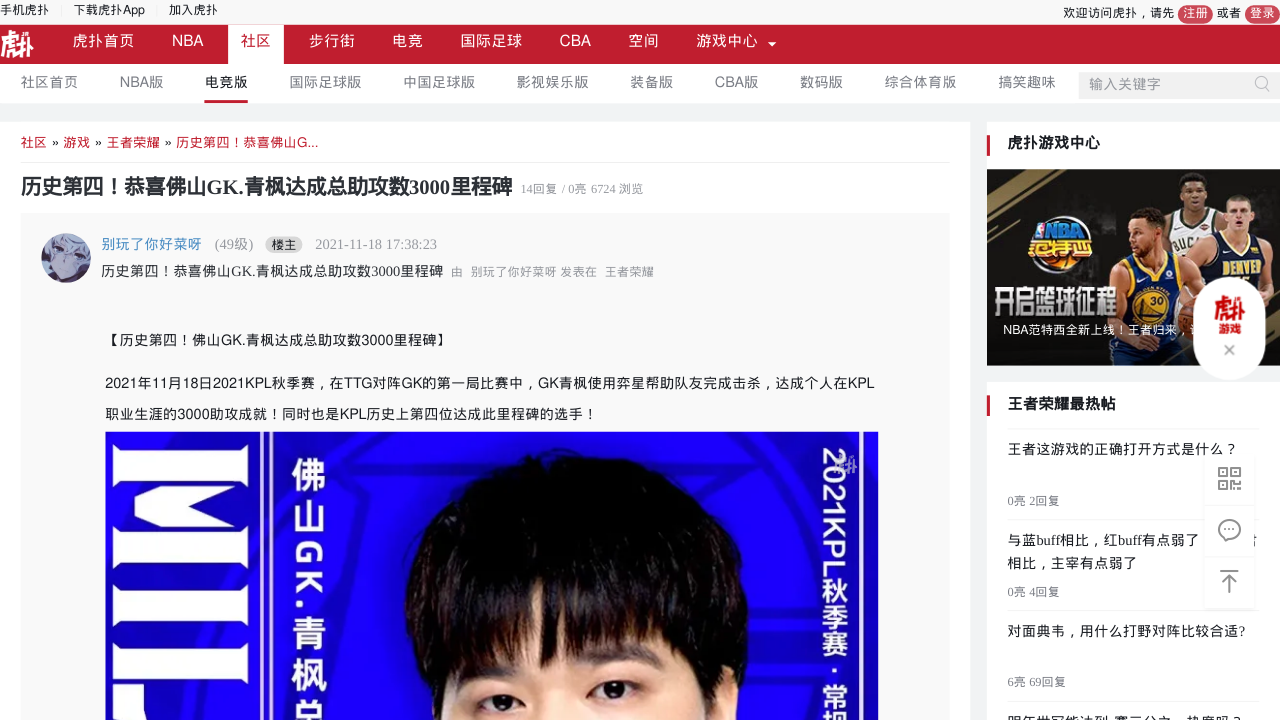 手机虎扑 下载虎扑App 加入虎扑
欢迎访问虎扑，请先 注册 或者 登录
虎扑 虎扑首页 NBA 社区 步行街 电竞 国际足球 CBA 空间 游戏中心
社区首页 NBA版 电竞版 国际足球版 中国足球版 影视娱乐版 装备版 CBA版 数码版 综合体育版 搞笑趣味 输入关键字
社区 » 游戏 » 王者荣耀 » 历史第四！恭喜佛山G...
历史第四！恭喜佛山GK.青枫达成总助攻数3000里程碑 14回复 / 0亮 6724 浏览
别玩了你好菜呀 (49级) 楼主 2021-11-18 17:38:23
历史第四！恭喜佛山GK.青枫达成总助攻数3000里程碑 由 别玩了你好菜呀 发表在 王者荣耀
【历史第四！佛山GK.青枫达成总助攻数3000里程碑】
2021年11月18日2021KPL秋季赛，在TTG对阵GK的第一局比赛中，GK青枫使用弈星帮助队友完成击杀，达成个人在KPL
职业生涯的3000助攻成就！同时也是KPL历史上第四位达成此里程碑的选手！
佛山GK.青枫总
2021KPL秋季赛·常规
虎扑
虎扑游戏中心
NBA范特西
BUCKS
DENVER
GOLDEN STATE
30
开启篮球征程
NBA范特西全新上线！王者归来，
虎扑
游戏
王者荣耀最热帖
王者这游戏的正确打开方式是什么？
0亮 2回复
与蓝buff相比，红buff有点弱了
相比，主宰有点弱了
0亮 4回复
对面典韦，用什么打野对阵比较合适?
6亮 69回复